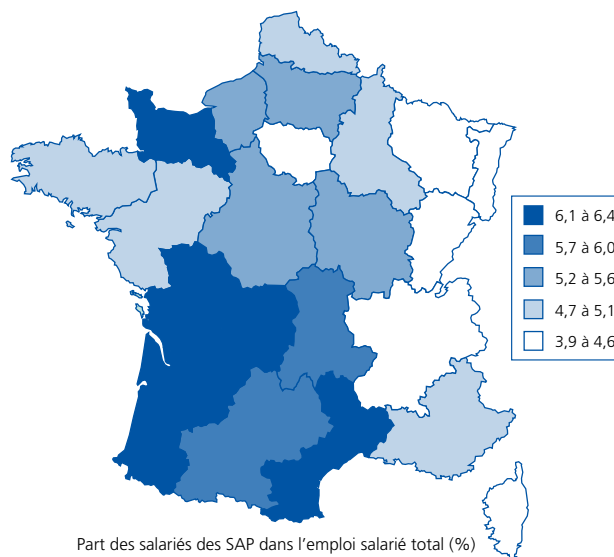 6,1 à 6,4
5,7 à 6,0
5,2 à 5,6
4,7 à 5,1
3,9 à 4,6
Part des salariés des SAP dans l'emploi salarié total (%)